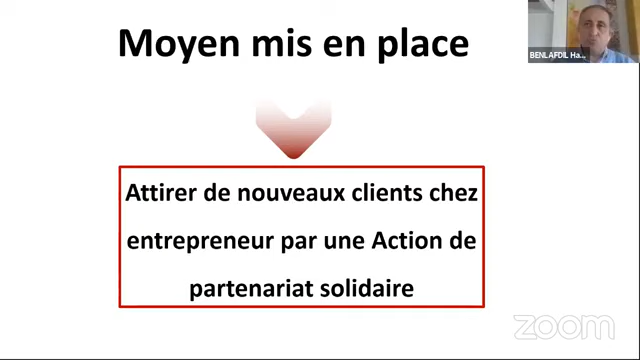 Moyen mis en place
BENLAFDIL Ha...
Attirer de nouveaux clients chez
entrepreneur par une Action de
partenariat solidaire
zoom